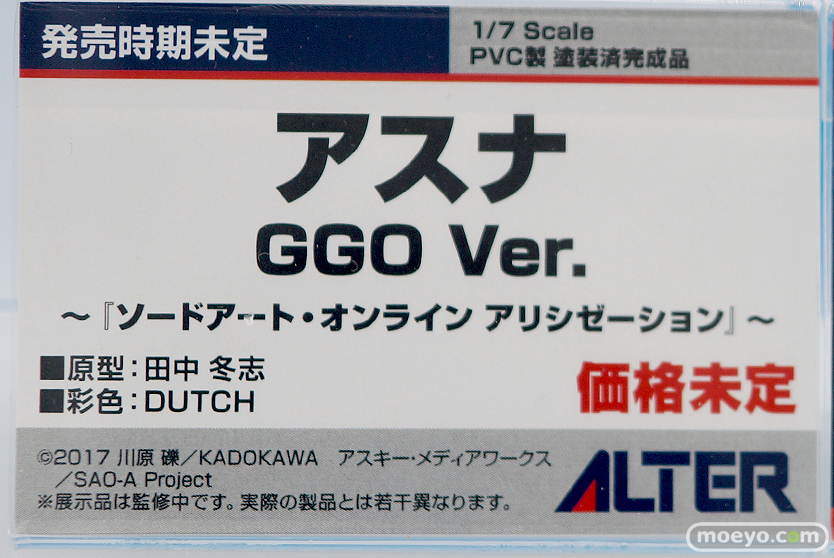 発売時期未定
1/7 Scale
PVC製 塗装済完成品
アスナ
GGO Ver.
～『ソードアート・オンライン アリシゼーション』～
■原型：田中 冬志
■彩色：DUTCH
価格未定
©2017 川原 礫／KADOKAWA　アスキー・メディアワークス
／SAO-A Project
※展示品は監修中です。実際の製品とは若干異なります。
ALTER
moeyo.com